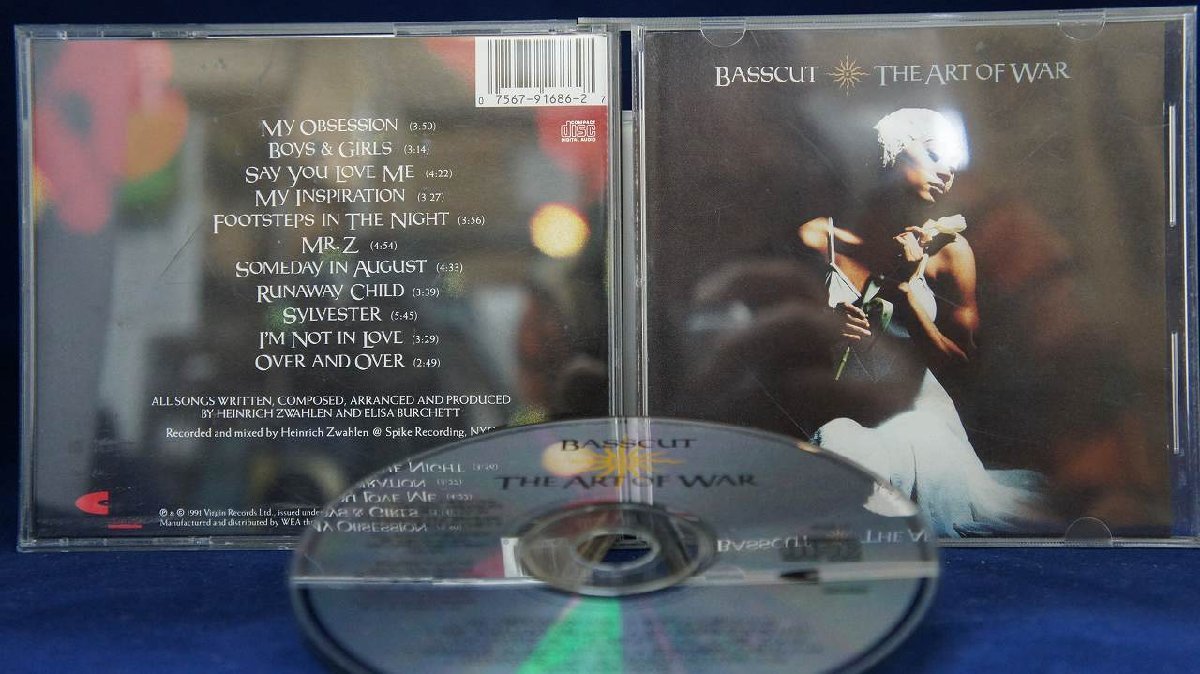 0 7567-91686-2 7
COMPACT
disc
DIGITAL AUDIO
MY OBSESSION (3:50)
BOYS & GIRLS (3:14)
SAY YOU LOVE ME (4:22)
MY INSPIRATION (3:27)
FOOTSTEPS IN THE NIGHT (3:56)
MR. Z (4:54)
SOMEDAY IN AUGUST (4:33)
RUNAWAY CHILD (3:39)
SYLVESTER (5:45)
I'M NOT IN LOVE (3:29)
OVER AND OVER (2:49)
ALL SONGS WRITTEN, COMPOSED, ARRANGED AND PRODUCED
BY HEINRICH ZWAHLEN AND ELISA BURCHETT
Recorded and mixed by Heinrich Zwahlen @ Spike Recording, NYC
℗ & © 1991 Virgin Records Ltd., issued under
Manufactured and distributed by WEA
BASSCUT THE ART OF WAR
BASSCUT
THE ART OF WAR